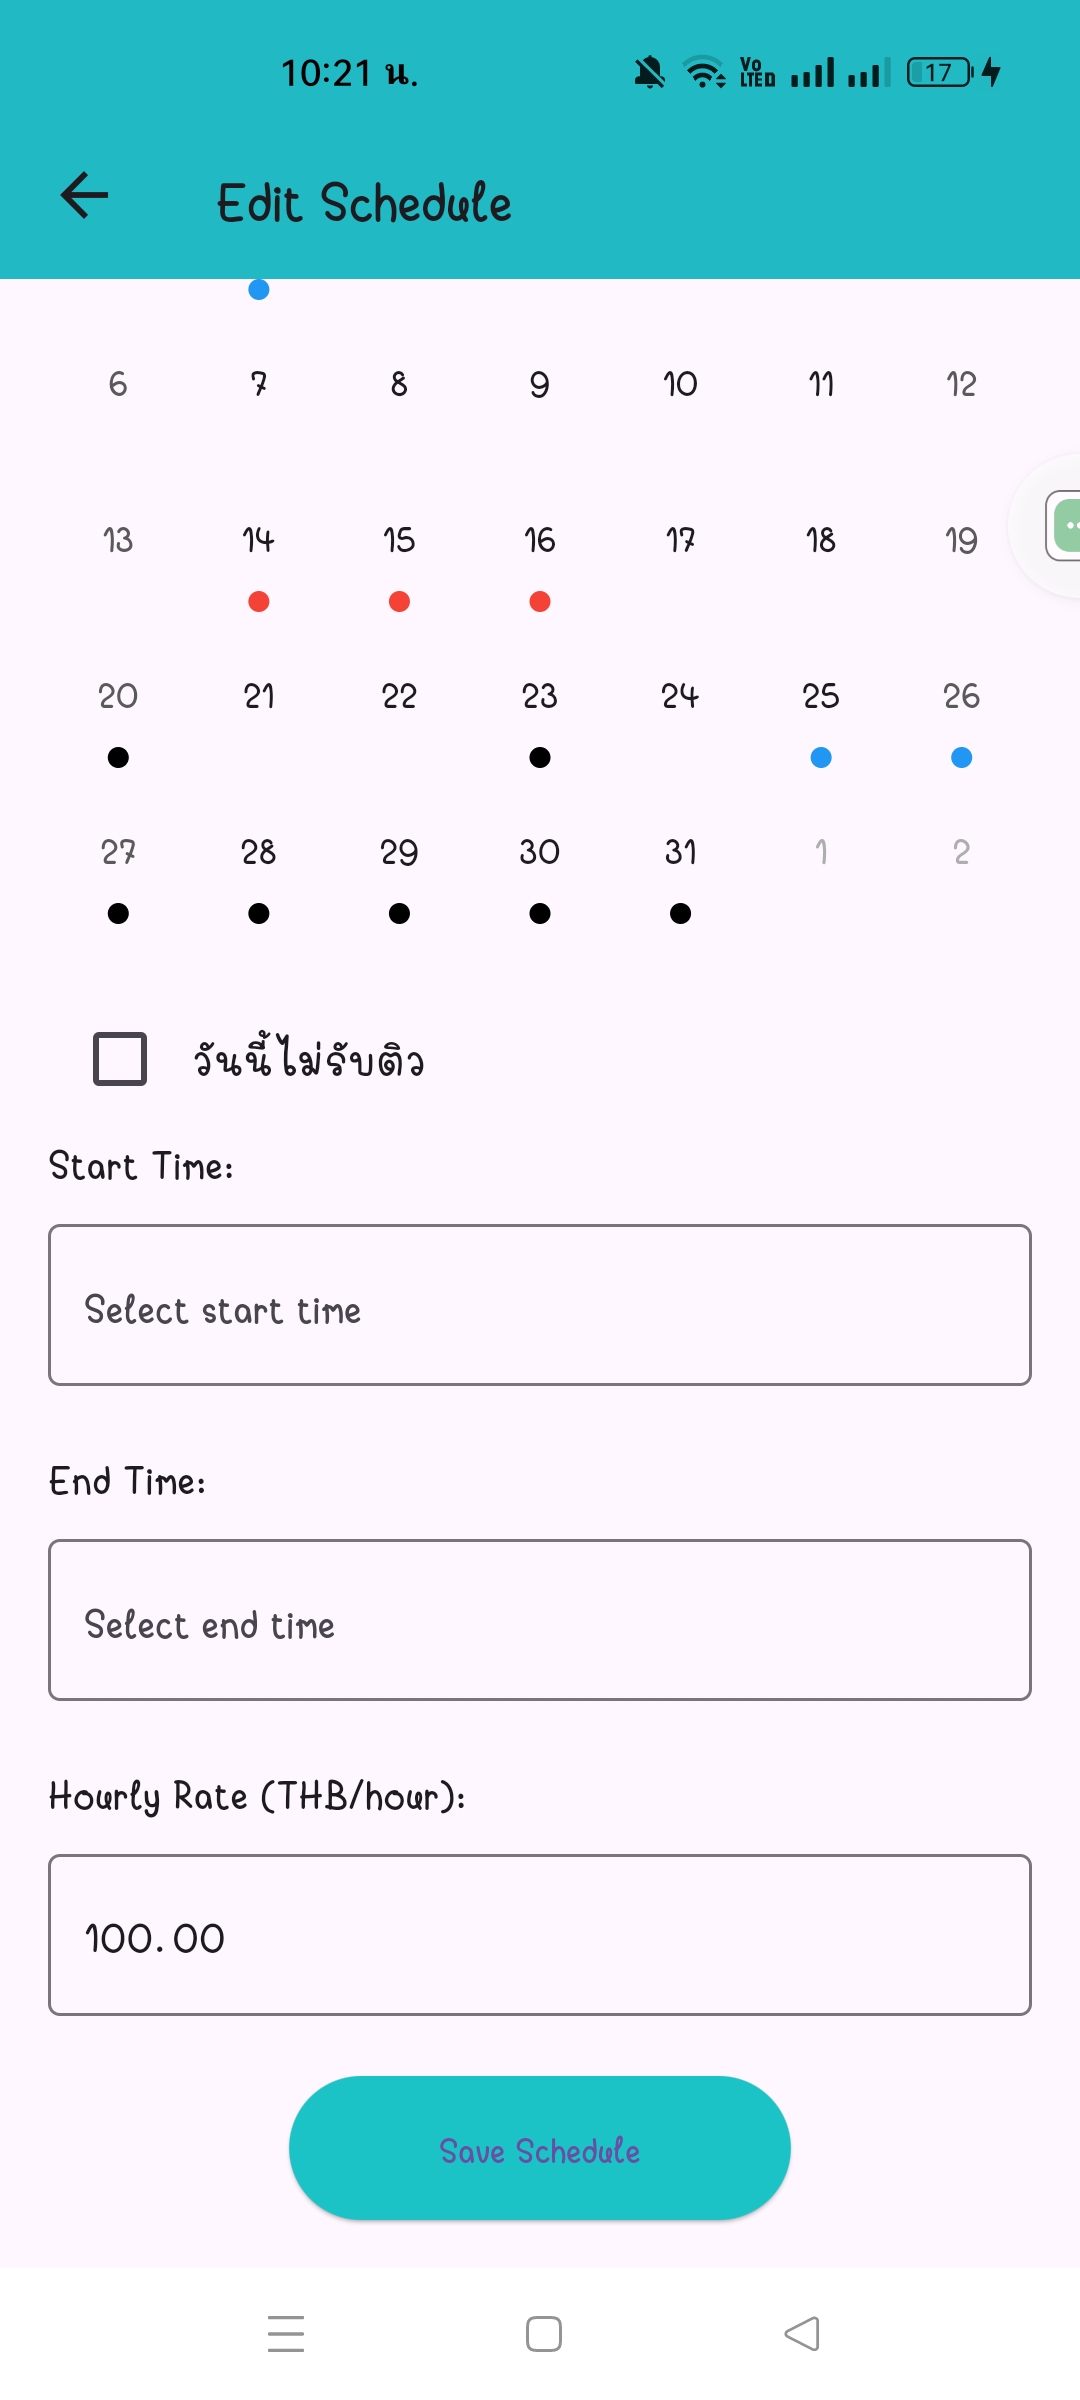 10:21 น.
Vo LTE D
17
Edit Schedule
6 7 8 9 10 11 12
13 14 15 16 17 18 19
20 21 22 23 24 25 26
27 28 29 30 31 1 2
วันนี้ไม่รับติว
Start Time:
Select start time
End Time:
Select end time
Hourly Rate (THB/hour):
100.00
Save Schedule